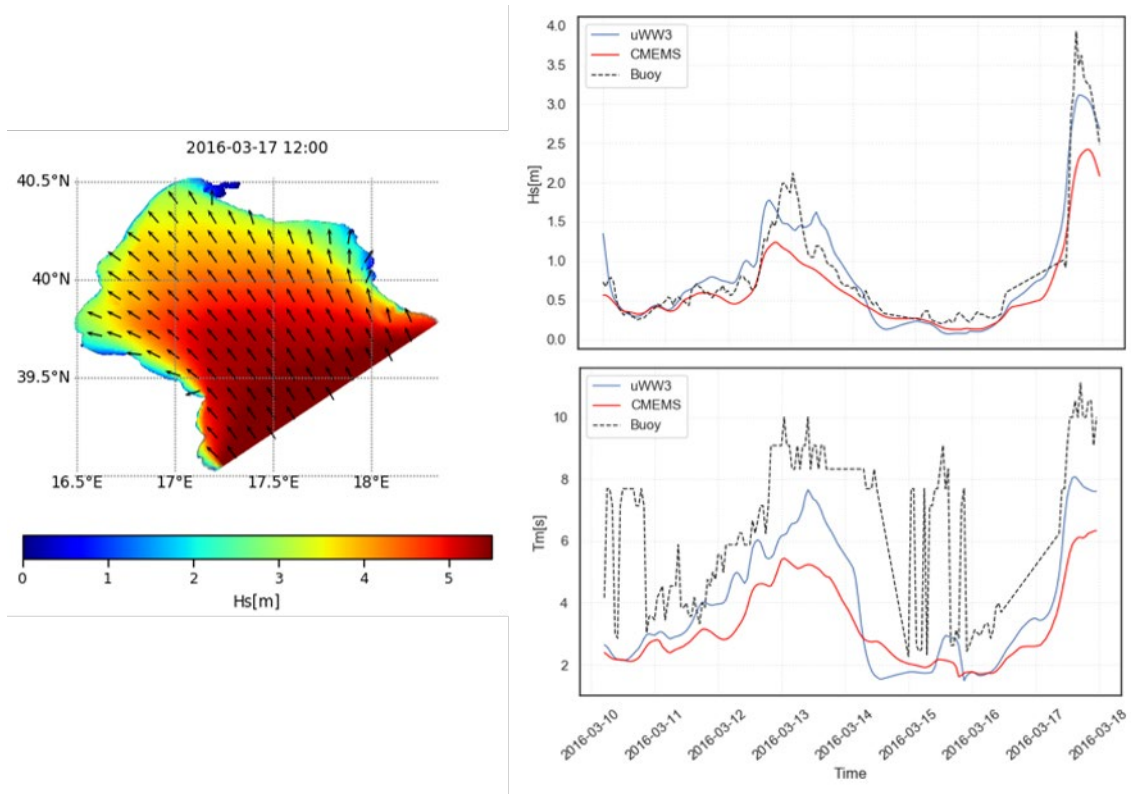 2016-03-17 12:00
40.5°N
40°N
39.5°N
16.5°E 17°E 17.5°E 18°E
0 1 2 3 4 5
Hs[m]
uWW3
CMEMS
Buoy
4.0
3.5
3.0
2.5
2.0
1.5
1.0
0.5
0.0
Hs[m]
uWW3
CMEMS
Buoy
10
8
6
4
2
Tm[s]
2016-03-10 2016-03-11 2016-03-12 2016-03-13 2016-03-14 2016-03-15 2016-03-16 2016-03-17 2016-03-18
Time